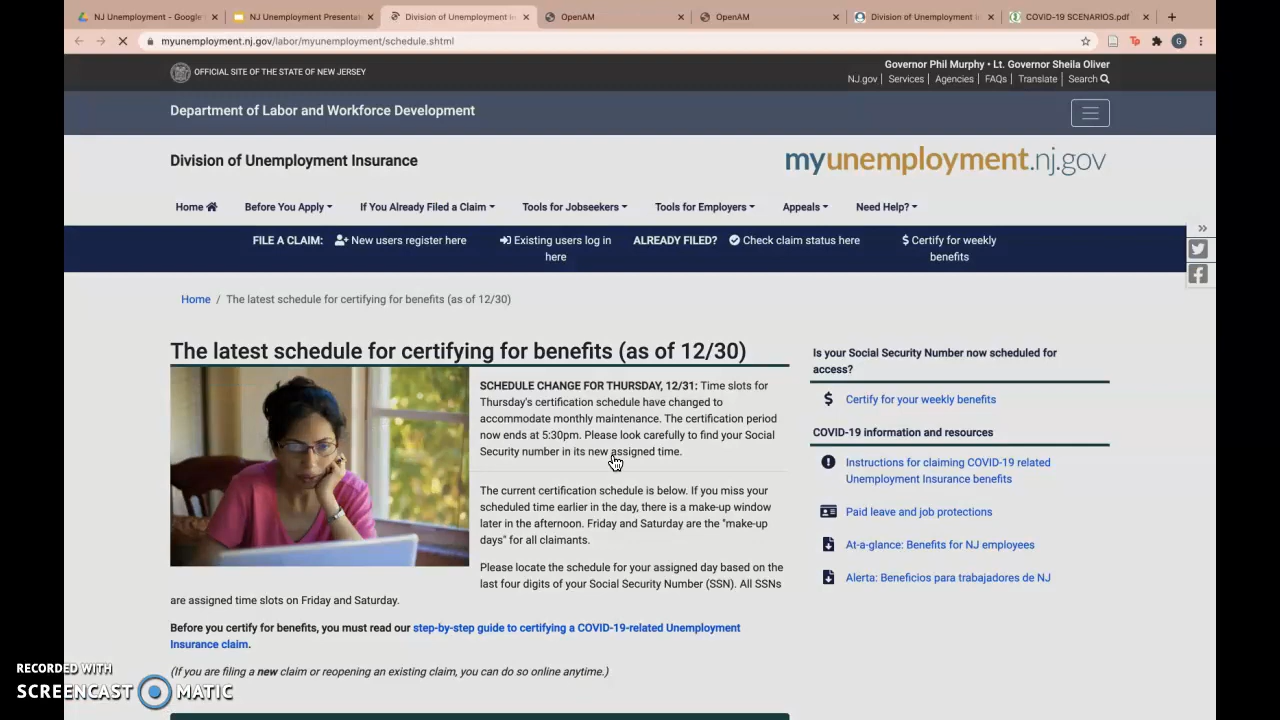 NJ Unemployment - Google
NJ Unemployment Presentat
Division of Unemployment In
OpenAM
OpenAM
Division of Unemployment I
COVID-19 SCENARIOS.pdf
myunemployment.nj.gov/labor/myunemployment/schedule.shtml
OFFICIAL SITE OF THE STATE OF NEW JERSEY
Governor Phil Murphy • Lt. Governor Sheila Oliver
NJ.gov | Services | Agencies | FAQs | Translate | Search
Department of Labor and Workforce Development
Division of Unemployment Insurance
myunemployment.nj.gov
Home Before You Apply If You Already Filed a Claim Tools for Jobseekers Tools for Employers Appeals Need Help?
FILE A CLAIM: New users register here Existing users log in here ALREADY FILED? Check claim status here $ Certify for weekly benefits
Home / The latest schedule for certifying for benefits (as of 12/30)
The latest schedule for certifying for benefits (as of 12/30)
SCHEDULE CHANGE FOR THURSDAY, 12/31: Time slots for
Thursday's certification schedule have changed to
accommodate monthly maintenance. The certification period
now ends at 5:30pm. Please look carefully to find your Social
Security number in its new assigned time.
The current certification schedule is below. If you miss your
scheduled time earlier in the day, there is a make-up window
later in the afternoon. Friday and Saturday are the "make-up
days" for all claimants.
Please locate the schedule for your assigned day based on the
last four digits of your Social Security Number (SSN). All SSNs
are assigned time slots on Friday and Saturday.
Before you certify for benefits, you must read our step-by-step guide to certifying a COVID-19-related Unemployment
Insurance claim.
(If you are filing a new claim or reopening an existing claim, you can do so online anytime.)
Is your Social Security Number now scheduled for
access?
$ Certify for your weekly benefits
COVID-19 information and resources
Instructions for claiming COVID-19 related
Unemployment Insurance benefits
Paid leave and job protections
At-a-glance: Benefits for NJ employees
Alerta: Beneficios para trabajadores de NJ
RECORDED WITH
SCREENCAST MATIC